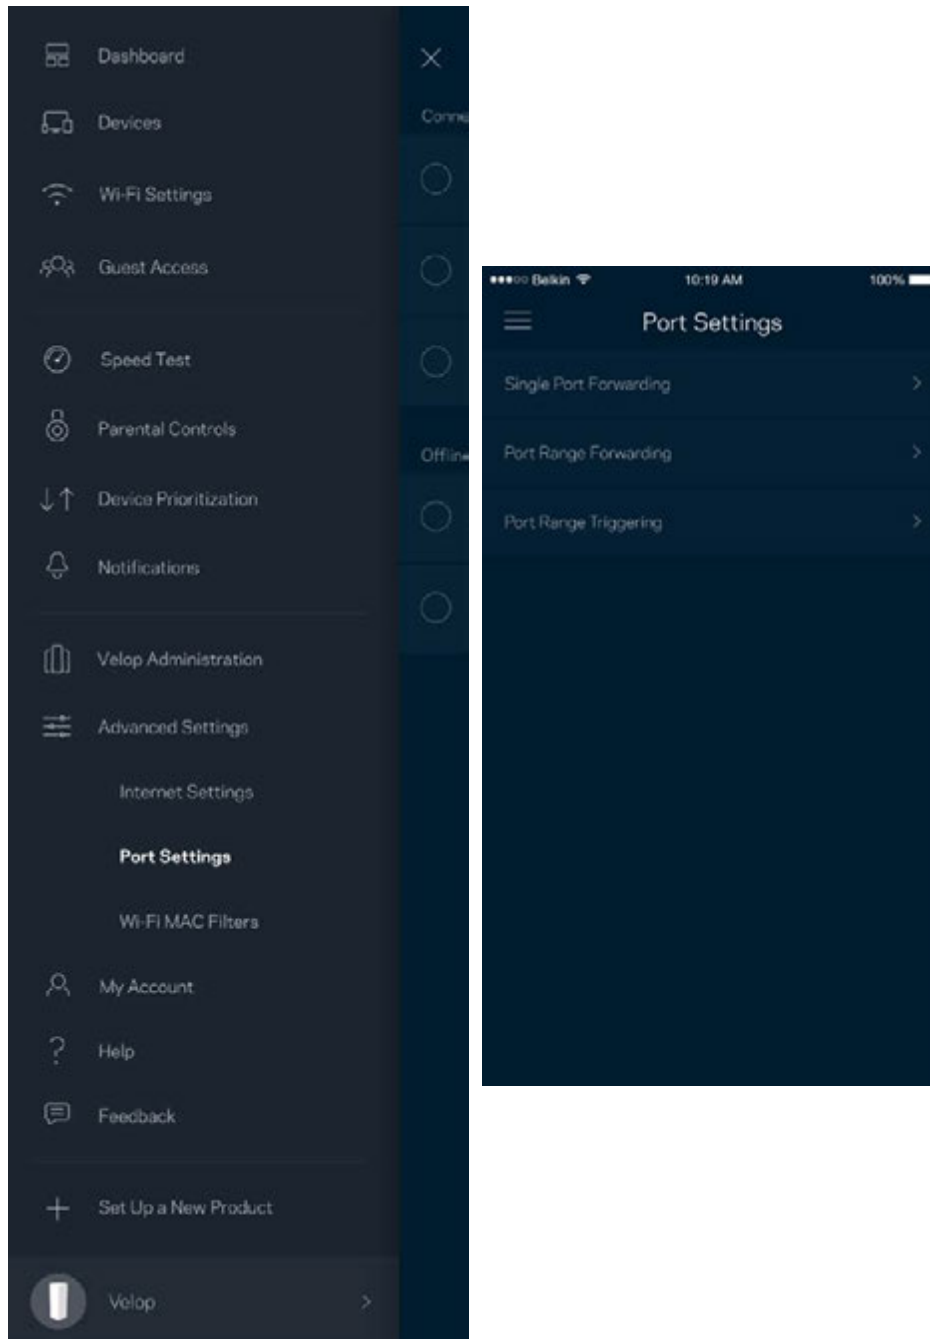 Dashboard
Devices
Wi-Fi Settings
Guest Access
Speed Test
Parental Controls
Device Prioritization
Notifications
Velop Administration
Advanced Settings
Internet Settings
Port Settings
Wi-Fi MAC Filters
My Account
Help
Feedback
Set Up a New Product
Velop
Conne
Offline
Belkin 10:19 AM 100%
Port Settings
Single Port Forwarding
Port Range Forwarding
Port Range Triggering